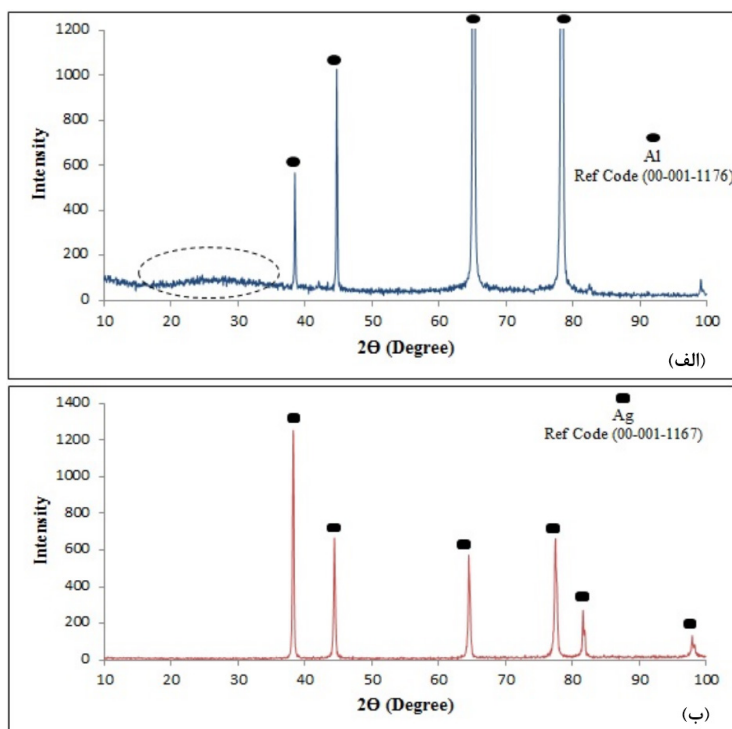 1200
1000
800
600
400
200
0
Intensity
10 20 30 40 50 60 70 80 90 100
2Θ (Degree)
Al
Ref Code (00-001-1176)
(الف)
1400
1200
1000
800
600
400
200
0
Intensity
10 20 30 40 50 60 70 80 90 100
2Θ (Degree)
Ag
Ref Code (00-001-1167)
(ب)